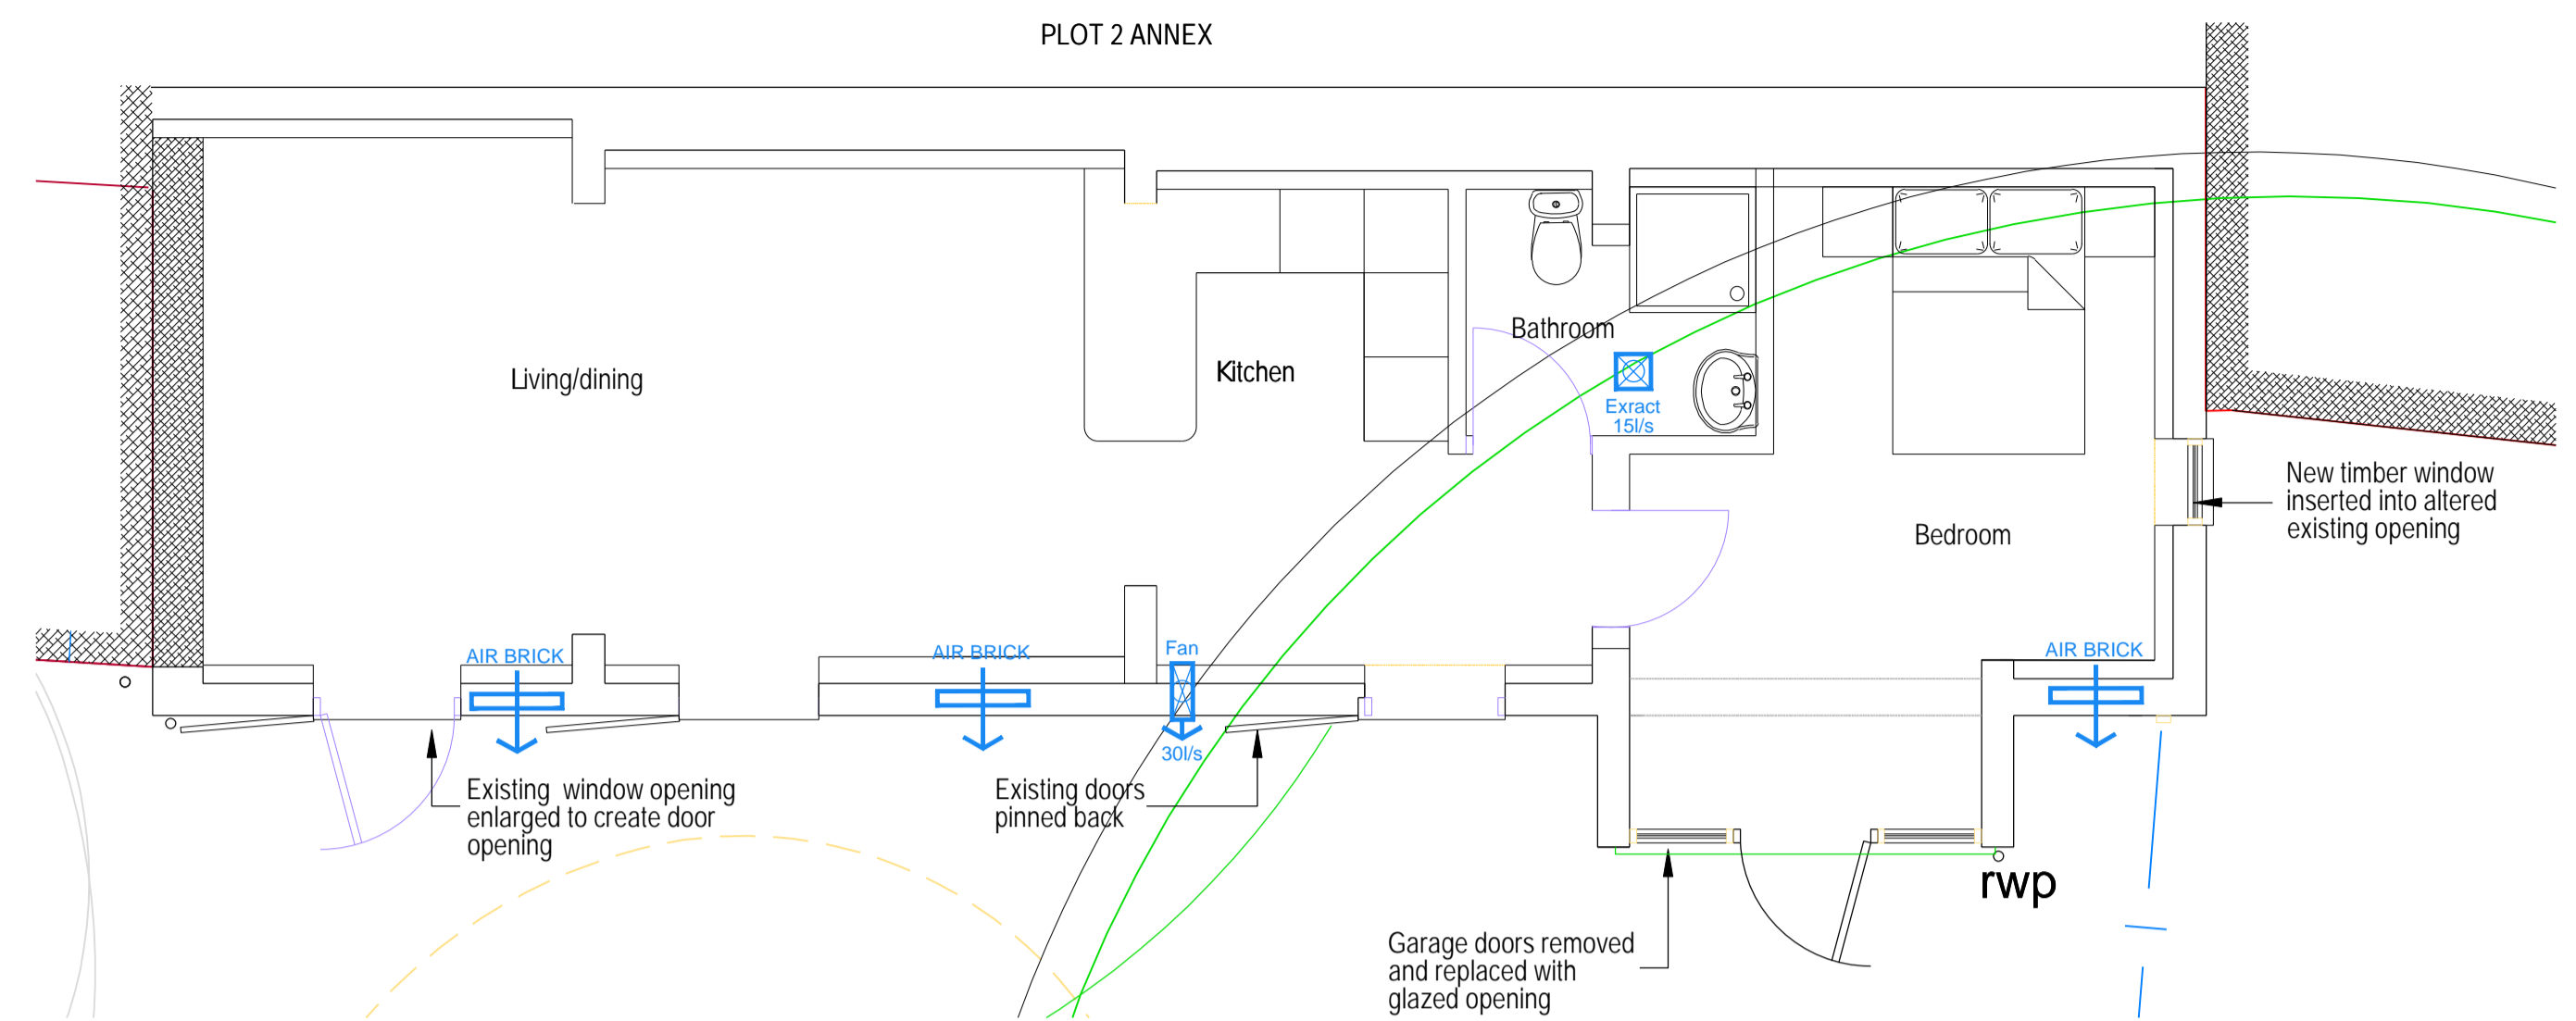 PLOT 2 ANNEX
Living/dining
Kitchen
Bathroom
Exract
15l/s
Bedroom
New timber window
inserted into altered
existing opening
AIR BRICK
AIR BRICK
Fan
30l/s
AIR BRICK
Existing window opening
enlarged to create door
opening
Existing doors
pinned back
rwp
Garage doors removed
and replaced with
glazed opening